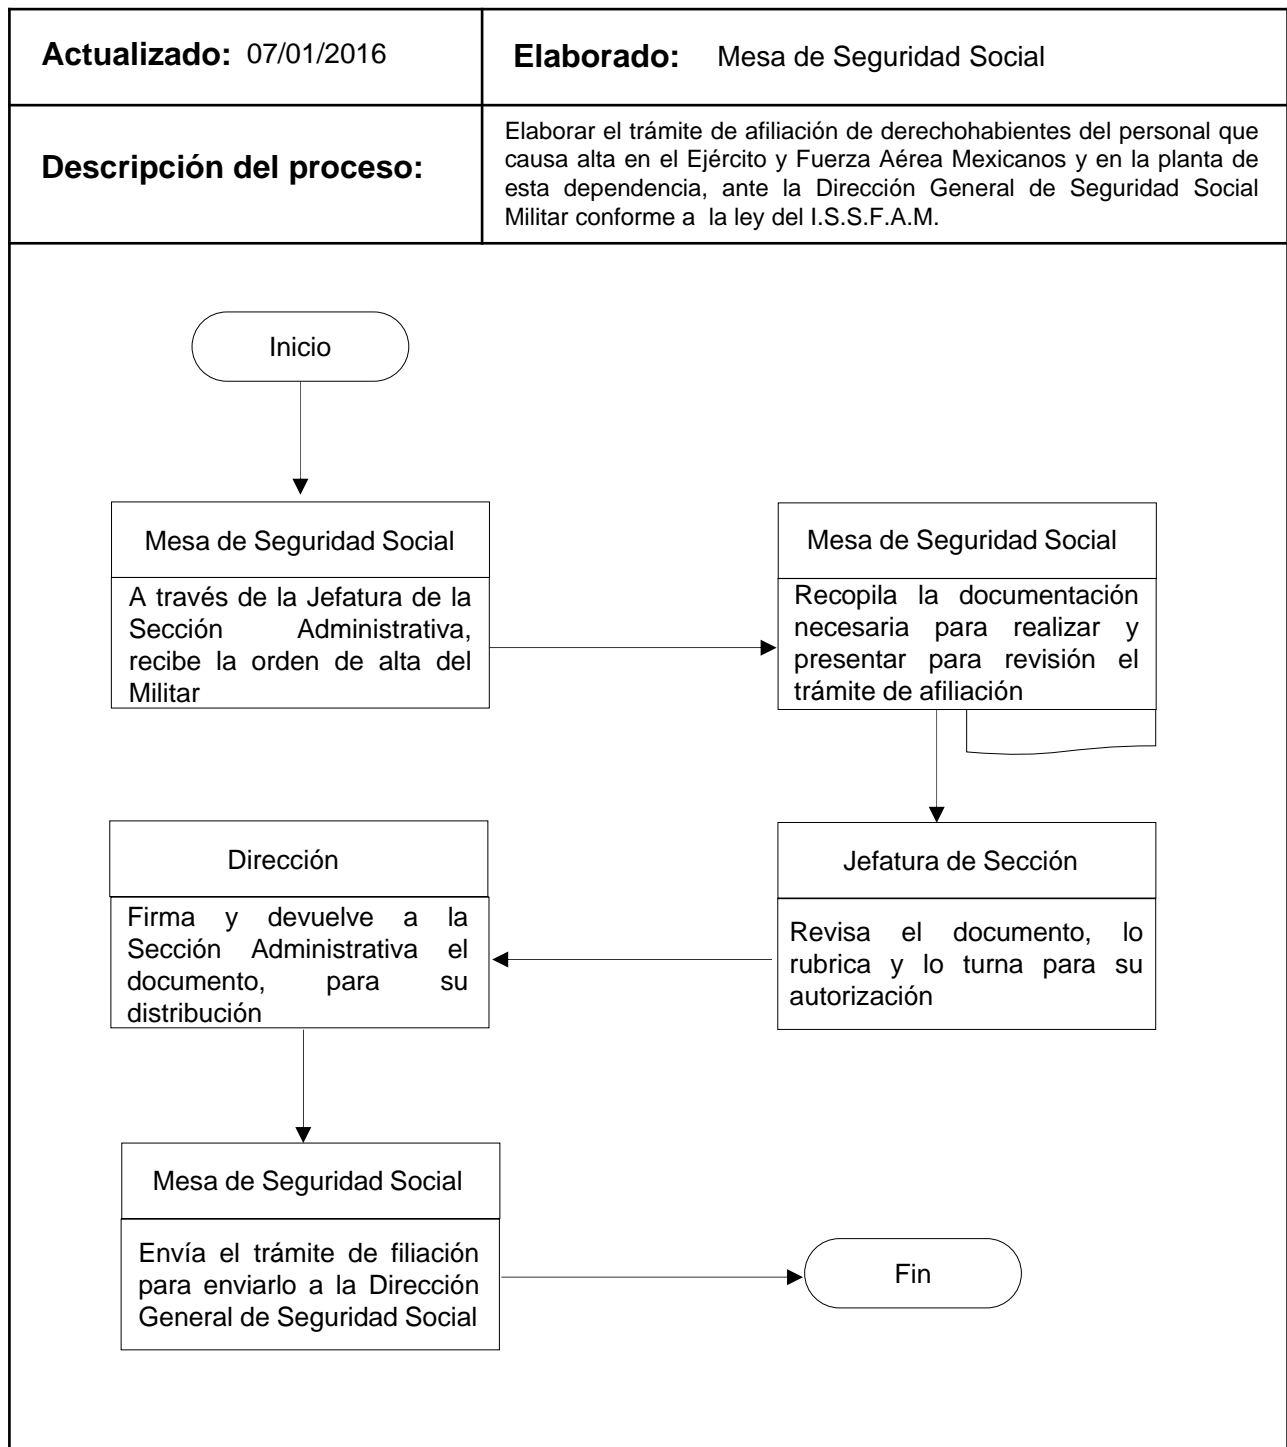 Actualizado: 07/01/2016
Elaborado: Mesa de Seguridad Social
Descripción del proceso:
Elaborar el trámite de afiliación de derechohabientes del personal que
causa alta en el Ejército y Fuerza Aérea Mexicanos y en la planta de
esta dependencia, ante la Dirección General de Seguridad Social
Militar conforme a la ley del I.S.S.F.A.M.
Inicio
Mesa de Seguridad Social
A través de la Jefatura de la
Sección Administrativa,
recibe la orden de alta del
Militar
Mesa de Seguridad Social
Recopila la documentación
necesaria para realizar y
presentar para revisión el
trámite de afiliación
Jefatura de Sección
Revisa el documento, lo
rubrica y lo turna para su
autorización
Dirección
Firma y devuelve a la
Sección Administrativa el
documento, para su
distribución
Mesa de Seguridad Social
Envía el trámite de filiación
para enviarlo a la Dirección
General de Seguridad Social
Fin